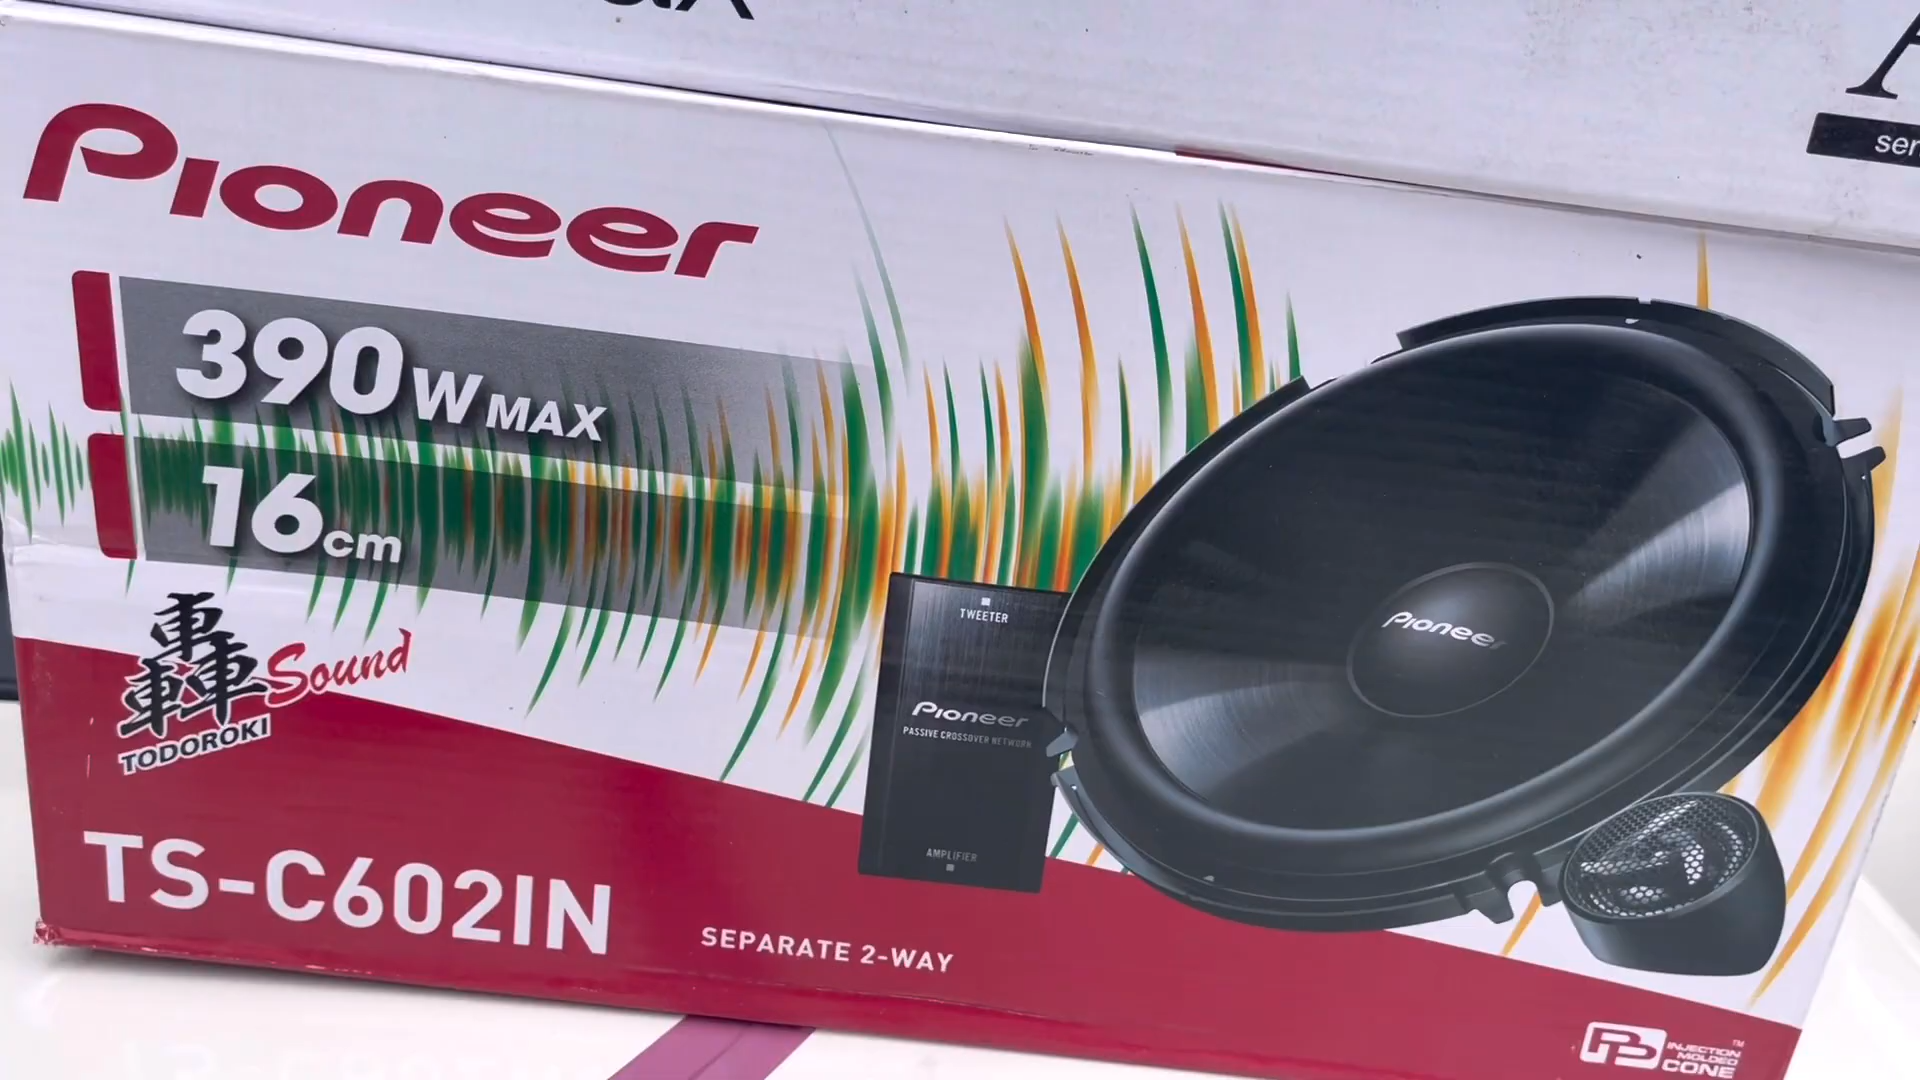 Pioneer
390W MAX
16cm
轟 Sound
TODOROKI
TS-C602IN
SEPARATE 2-WAY
TWEETER
Pioneer
PASSIVE CROSSOVER NETWORK
AMPLIFIER
Pioneer
INJECTION
MOLDED
CONE
TM